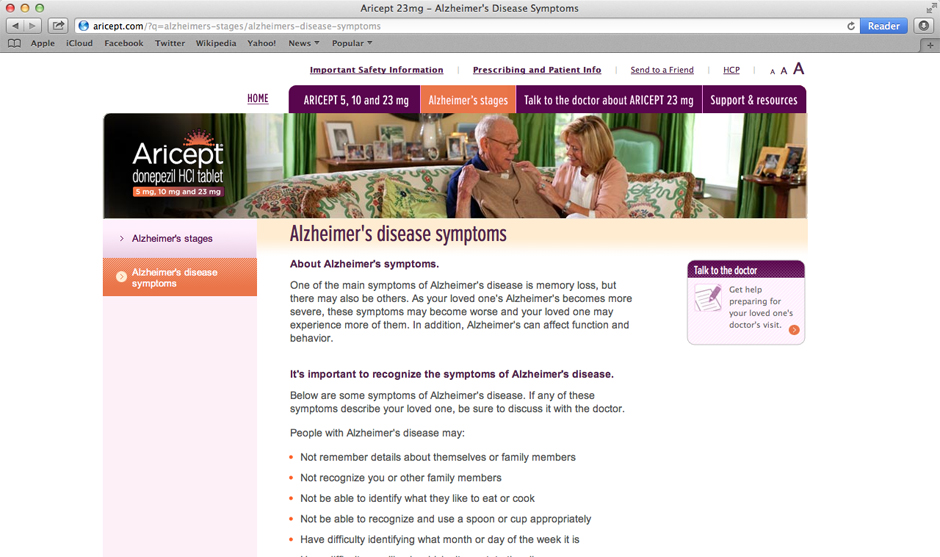 Aricept 23mg – Alzheimer's Disease Symptoms
aricept.com/?q=alzheimers-stages/alzheimers-disease-symptoms
Reader
Apple iCloud Facebook Twitter Wikipedia Yahoo! News Popular
Important Safety Information | Prescribing and Patient Info | Send to a Friend | HCP | A A A
HOME ARICEPT 5, 10 and 23 mg Alzheimer's stages Talk to the doctor about ARICEPT 23 mg Support & resources
Aricept
donepezil HCl tablet
5 mg, 10 mg and 23 mg
Alzheimer's stages
Alzheimer's disease
symptoms
Alzheimer's disease symptoms
About Alzheimer's symptoms.
One of the main symptoms of Alzheimer's disease is memory loss, but
there may also be others. As your loved one's Alzheimer's becomes more
severe, these symptoms may become worse and your loved one may
experience more of them. In addition, Alzheimer's can affect function and
behavior.
It's important to recognize the symptoms of Alzheimer's disease.
Below are some symptoms of Alzheimer's disease. If any of these
symptoms describe your loved one, be sure to discuss it with the doctor.
People with Alzheimer's disease may:
• Not remember details about themselves or family members
• Not recognize you or other family members
• Not be able to identify what they like to eat or cook
• Not be able to recognize and use a spoon or cup appropriately
• Have difficulty identifying what month or day of the week it is
Talk to the doctor
Get help
preparing for
your loved one's
doctor's visit.